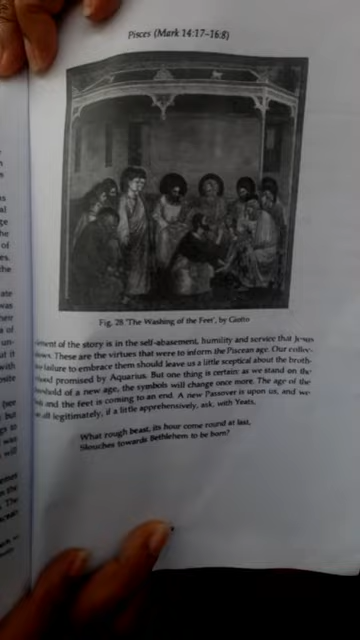 Pisces (Mark 14:17–16:8)
Fig. 28 'The Washing of the Feet', by Giotto
of the story is in the self-abasement, humility and service that Jesus
These are the virtues that were to inform the Piscean age. Our
failure to embrace them should leave us a little sceptical about the
promised by Aquarius. But one thing is certain: as we stand on the
of a new age, the symbols will change once more. The age of the
and the feet is coming to an end. A new Passover is upon us, and we
all legitimately, if a little apprehensively, ask, with Yeats,
What rough beast, its hour come round at last,
Slouches towards Bethlehem to be born?